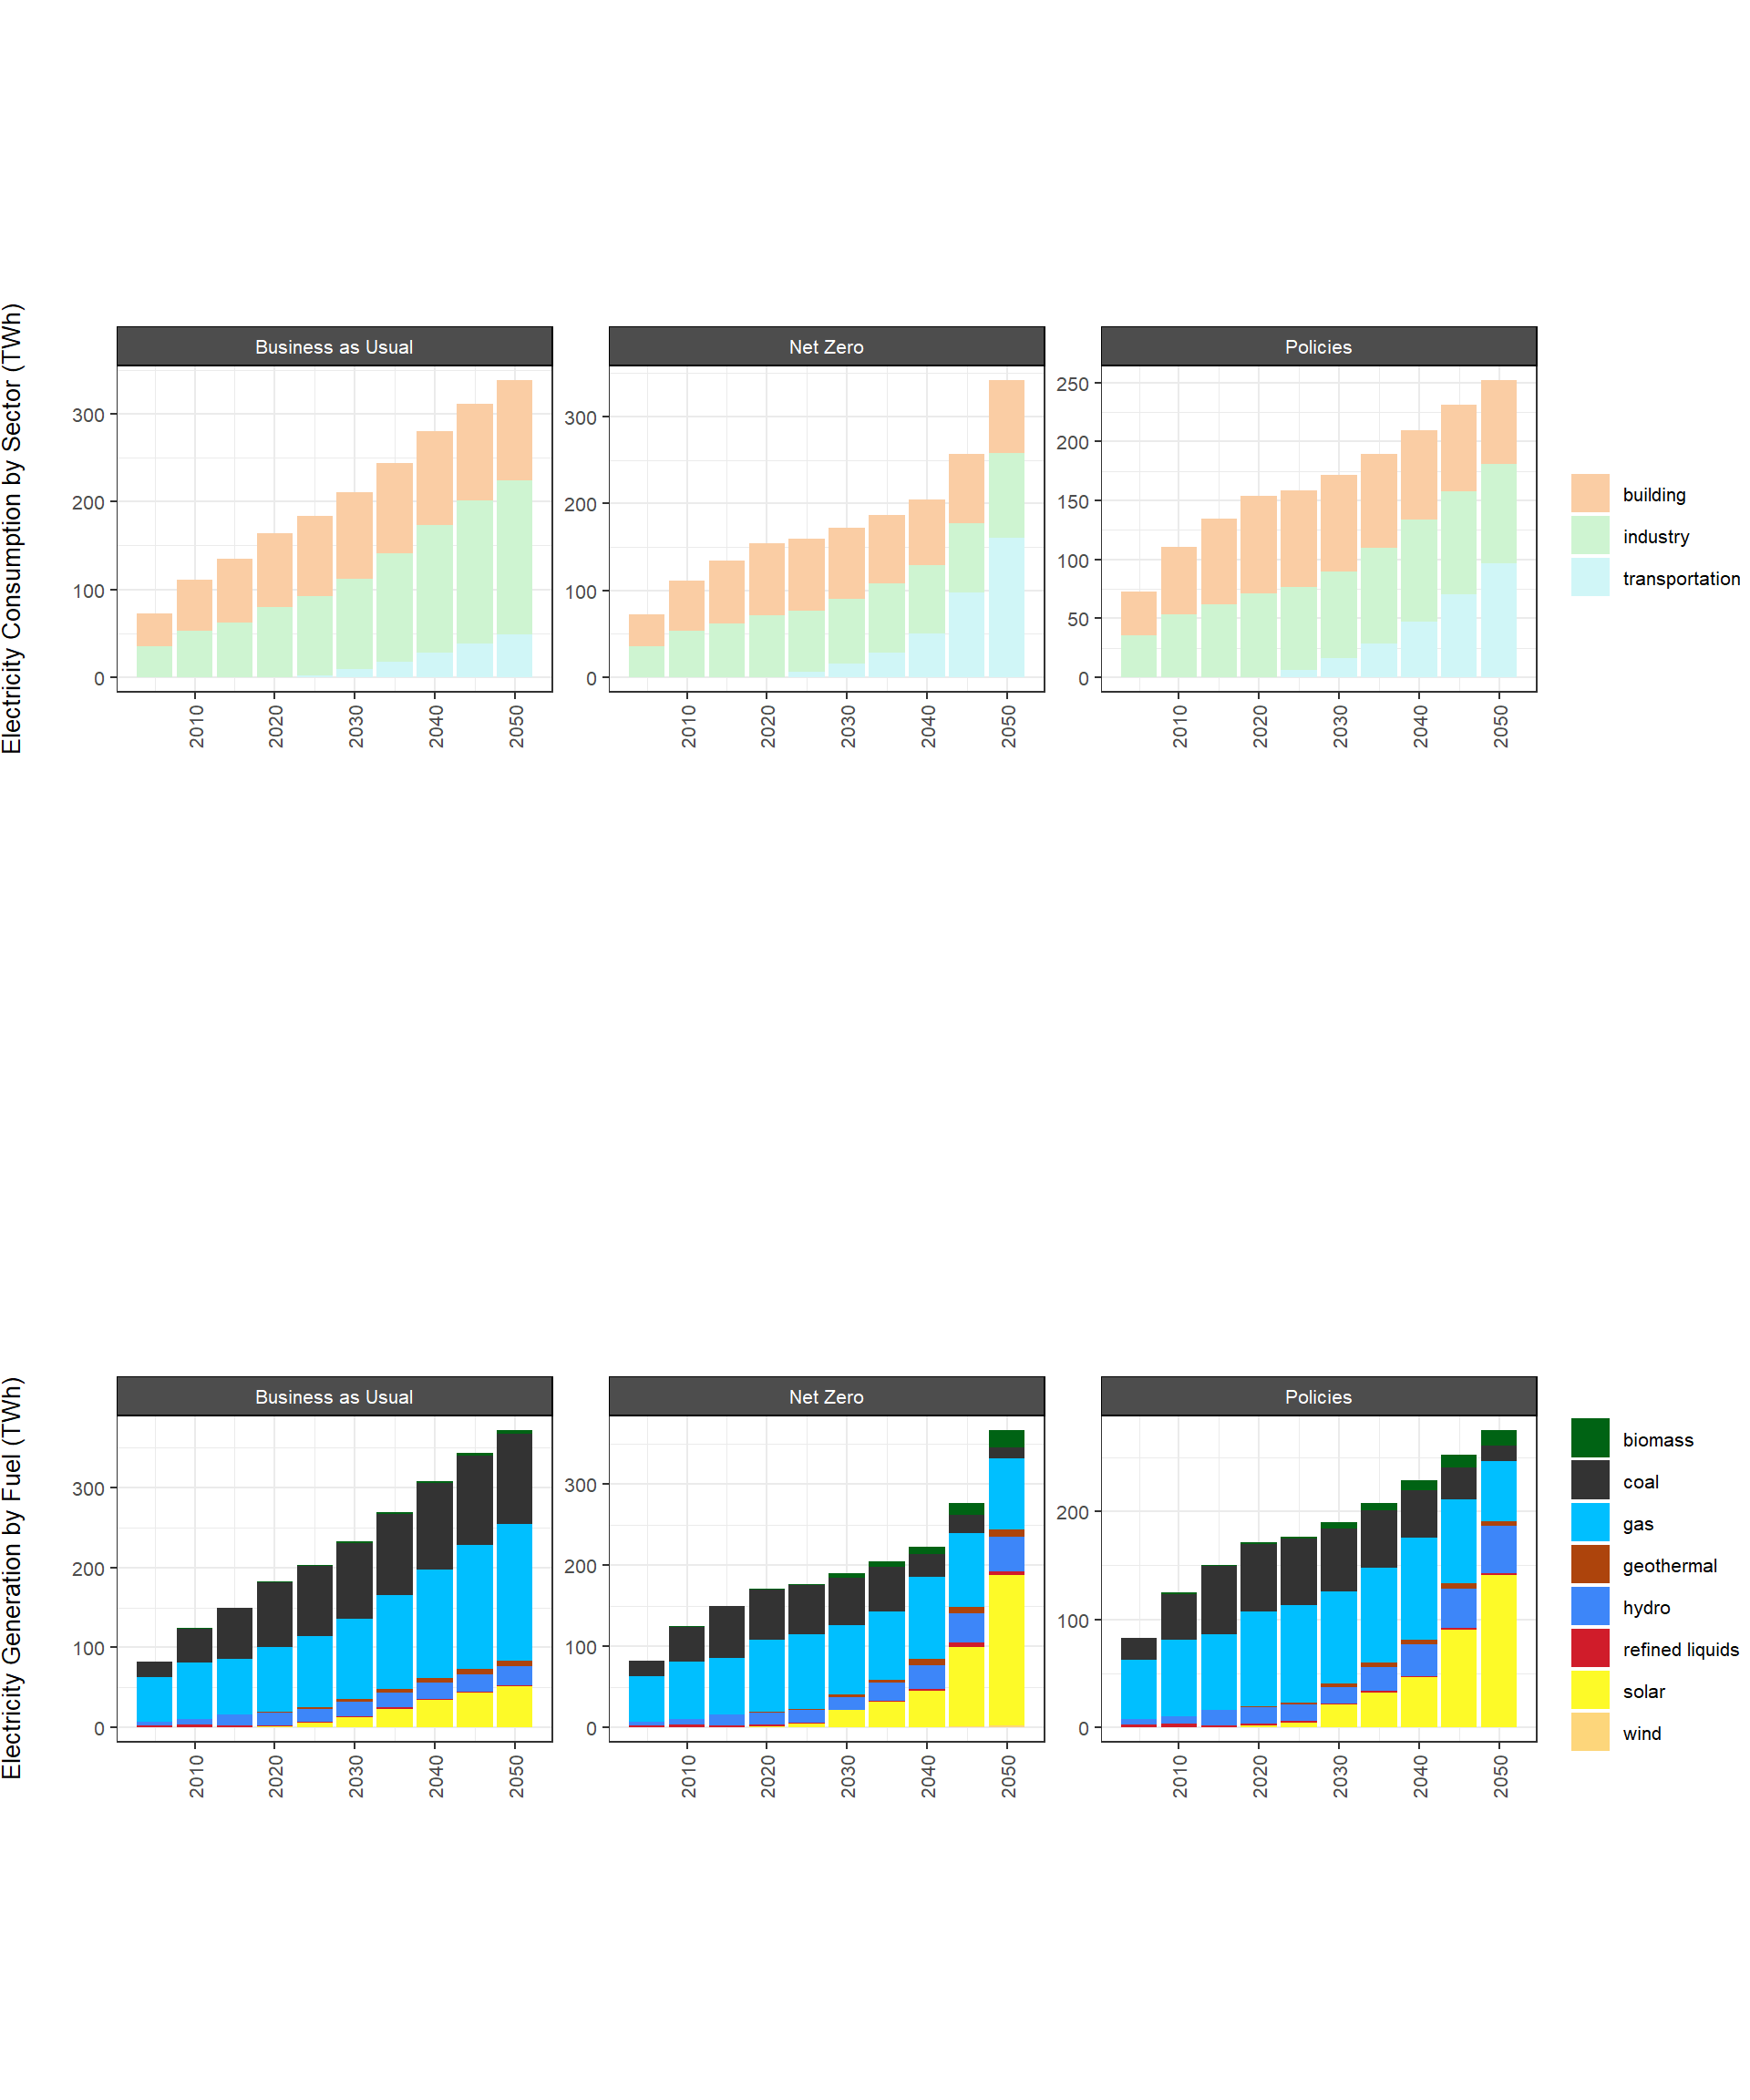 Electricity Consumption by Sector (TWh)
Business as Usual
Net Zero
Policies
300
200
100
0
300
200
100
0
250
200
150
100
50
0
2010
2020
2030
2040
2050
2010
2020
2030
2040
2050
2010
2020
2030
2040
2050
building
industry
transportation
Electricity Generation by Fuel (TWh)
Business as Usual
Net Zero
Policies
300
200
100
0
300
200
100
0
200
100
0
2010
2020
2030
2040
2050
2010
2020
2030
2040
2050
2010
2020
2030
2040
2050
biomass
coal
gas
geothermal
hydro
refined liquids
solar
wind